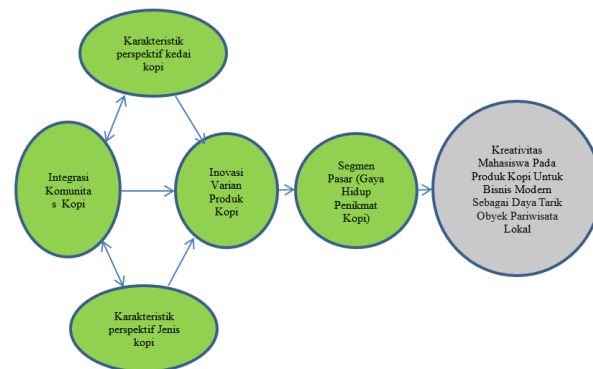 Karakteristik
perspektif kedai
kopi
Integrasi
Komunita
s Kopi
Inovasi
Varian
Produk
Kopi
Segmen
Pasar (Gaya
Hidup
Penikmat
Kopi)
Kreativitas
Mahasiswa Pada
Produk Kopi Untuk
Bisnis Modern
Sebagai Daya Tarik
Obyek Pariwisata
Lokal
Karakteristik
perspektif Jenis
kopi